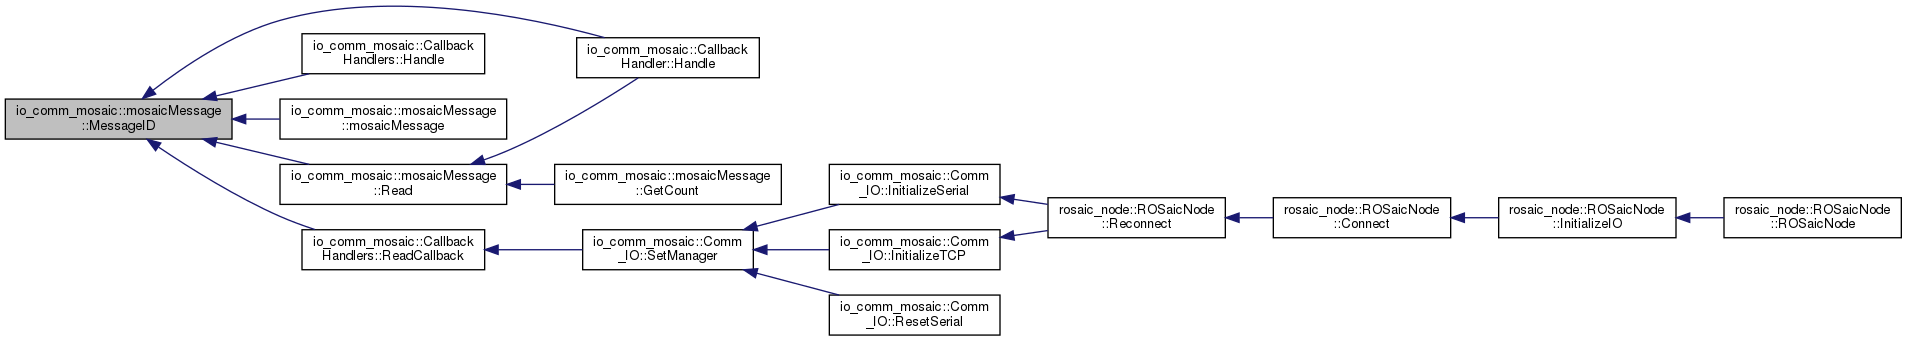 io_comm_mosaic::mosaicMessage
::MessageID
io_comm_mosaic::Callback
Handlers::Handle
io_comm_mosaic::mosaicMessage
::mosaicMessage
io_comm_mosaic::mosaicMessage
::Read
io_comm_mosaic::Callback
Handlers::ReadCallback
io_comm_mosaic::Callback
Handler::Handle
io_comm_mosaic::mosaicMessage
::GetCount
io_comm_mosaic::Comm
_IO::SetManager
io_comm_mosaic::Comm
_IO::InitializeSerial
io_comm_mosaic::Comm
_IO::InitializeTCP
io_comm_mosaic::Comm
_IO::ResetSerial
rosaic_node::ROSaicNode
::Reconnect
rosaic_node::ROSaicNode
::Connect
rosaic_node::ROSaicNode
::InitializeIO
rosaic_node::ROSaicNode
::ROSaicNode